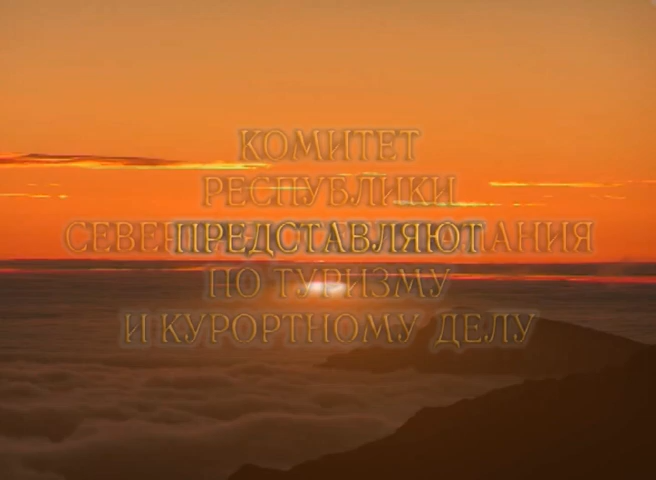 КОМИТЕТ
РЕСПУБЛИКИ
ПРЕДСТАВЛЯЮТ
ПО ТУРИЗМУ
И КУРОРТНОМУ ДЕЛУ